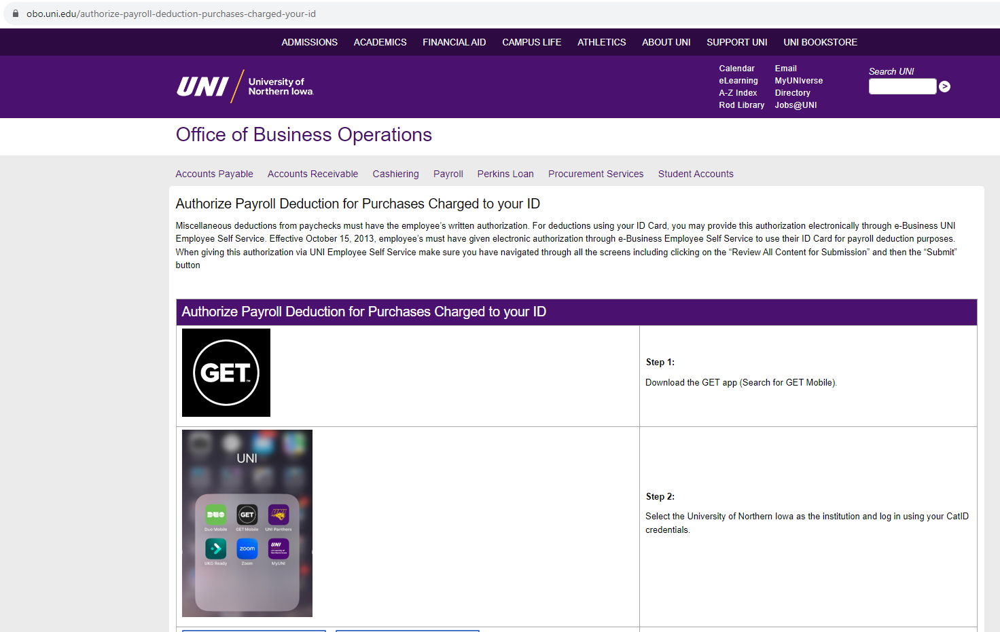 obo.uni.edu/authorize-payroll-deduction-purchases-charged-your-id
ADMISSIONS ACADEMICS FINANCIAL AID CAMPUS LIFE ATHLETICS ABOUT UNI SUPPORT UNI UNI BOOKSTORE
UNI University of Northern Iowa
Calendar Email
eLearning MyUNIverse
A-Z Index Directory
Rod Library Jobs@UNI
Search UNI
>
Office of Business Operations
Accounts Payable Accounts Receivable Cashiering Payroll Perkins Loan Procurement Services Student Accounts
Authorize Payroll Deduction for Purchases Charged to your ID
Miscellaneous deductions from paychecks must have the employee's written authorization. For deductions using your ID Card, you may provide this authorization electronically through e-Business UNI
Employee Self Service. Effective October 15, 2013, employee's must have given electronic authorization through e-Business Employee Self Service to use their ID Card for payroll deduction purposes.
When giving this authorization via UNI Employee Self Service make sure you have navigated through all the screens including clicking on the “Review All Content for Submission” and then the “Submit”
button
Authorize Payroll Deduction for Purchases Charged to your ID
GET™
Step 1:
Download the GET app (Search for GET Mobile).
UNI
DUO GET UNI
Duo Mobile GET Mobile UNI Panthers
zoom UNI University of Northern Iowa
UKG Ready Zoom MyUNI
Step 2:
Select the University of Northern Iowa as the institution and log in using your CatID
credentials.